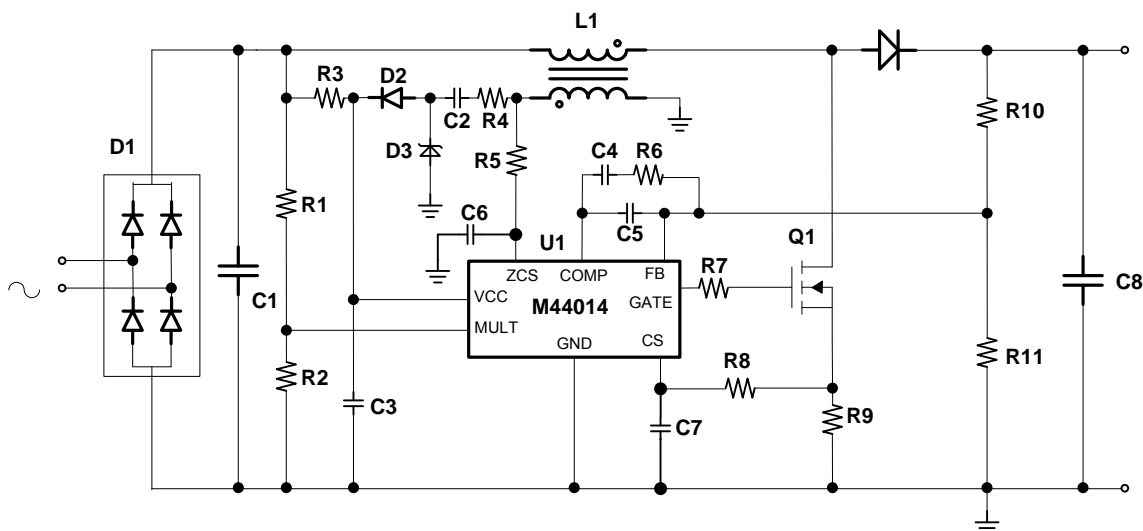 L1
R3
D2
C2
R4
R10
D1
D3
R5
C4
R6
R1
C6
C5
U1
Q1
ZCS
COMP
FB
R7
C1
VCC
M44014
GATE
C8
MULT
GND
CS
R2
R8
R11
C3
C7
R9